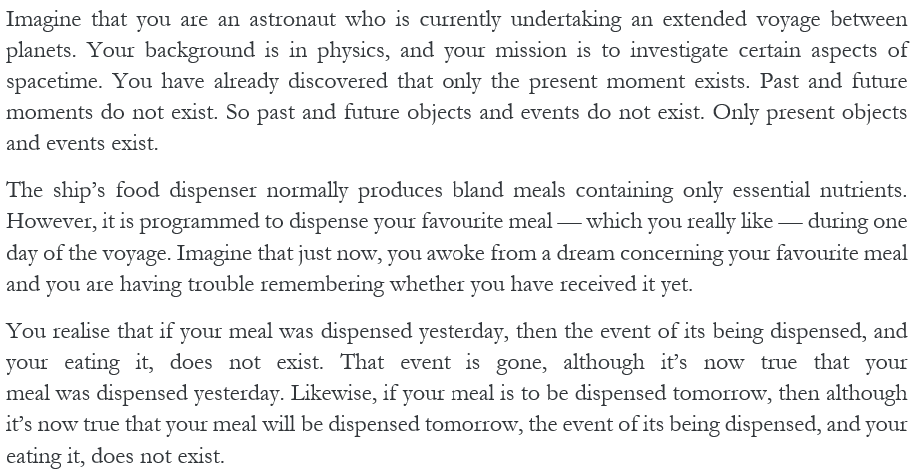 Imagine that you are an astronaut who is currently undertaking an extended voyage between
planets. Your background is in physics, and your mission is to investigate certain aspects of
spacetime. You have already discovered that only the present moment exists. Past and future
moments do not exist. So past and future objects and events do not exist. Only present objects
and events exist.
The ship’s food dispenser normally produces bland meals containing only essential nutrients.
However, it is programmed to dispense your favourite meal — which you really like — during one
day of the voyage. Imagine that just now, you awoke from a dream concerning your favourite meal
and you are having trouble remembering whether you have received it yet.
You realise that if your meal was dispensed yesterday, then the event of its being dispensed, and
your eating it, does not exist. That event is gone, although it’s now true that your
meal was dispensed yesterday. Likewise, if your meal is to be dispensed tomorrow, then although
it’s now true that your meal will be dispensed tomorrow, the event of its being dispensed, and your
eating it, does not exist.